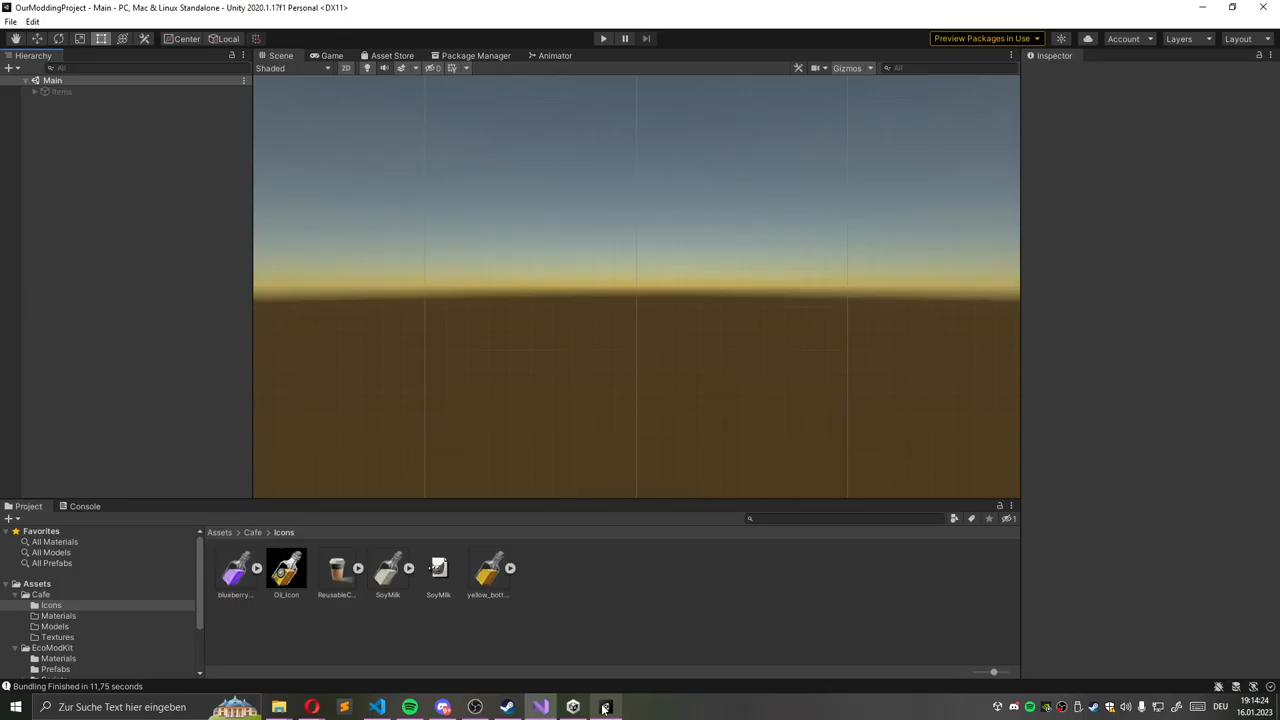 OurModdingProject - Main - PC, Mac & Linux Standalone - Unity 2020.1.17f1 Personal <DX11>
File Edit
Center Local Preview Packages in Use Account Layers Layout
Hierarchy Scene Game Asset Store Package Manager Animator Inspector
All Shaded 2D 0 Gizmos All
Main
Items
Project Console
1
Favorites Assets Cafe Icons
All Materials
All Models
All Prefabs
Assets
Cafe blueberry... Oil_Icon ReusableC... SoyMilk SoyMilk yellow_bott...
Icons
Materials
Models
Textures
EcoModKit
Materials
Prefabs
Bundling Finished in 11,75 seconds
Zur Suche Text hier eingeben DEU 19:14:24
16.01.2023